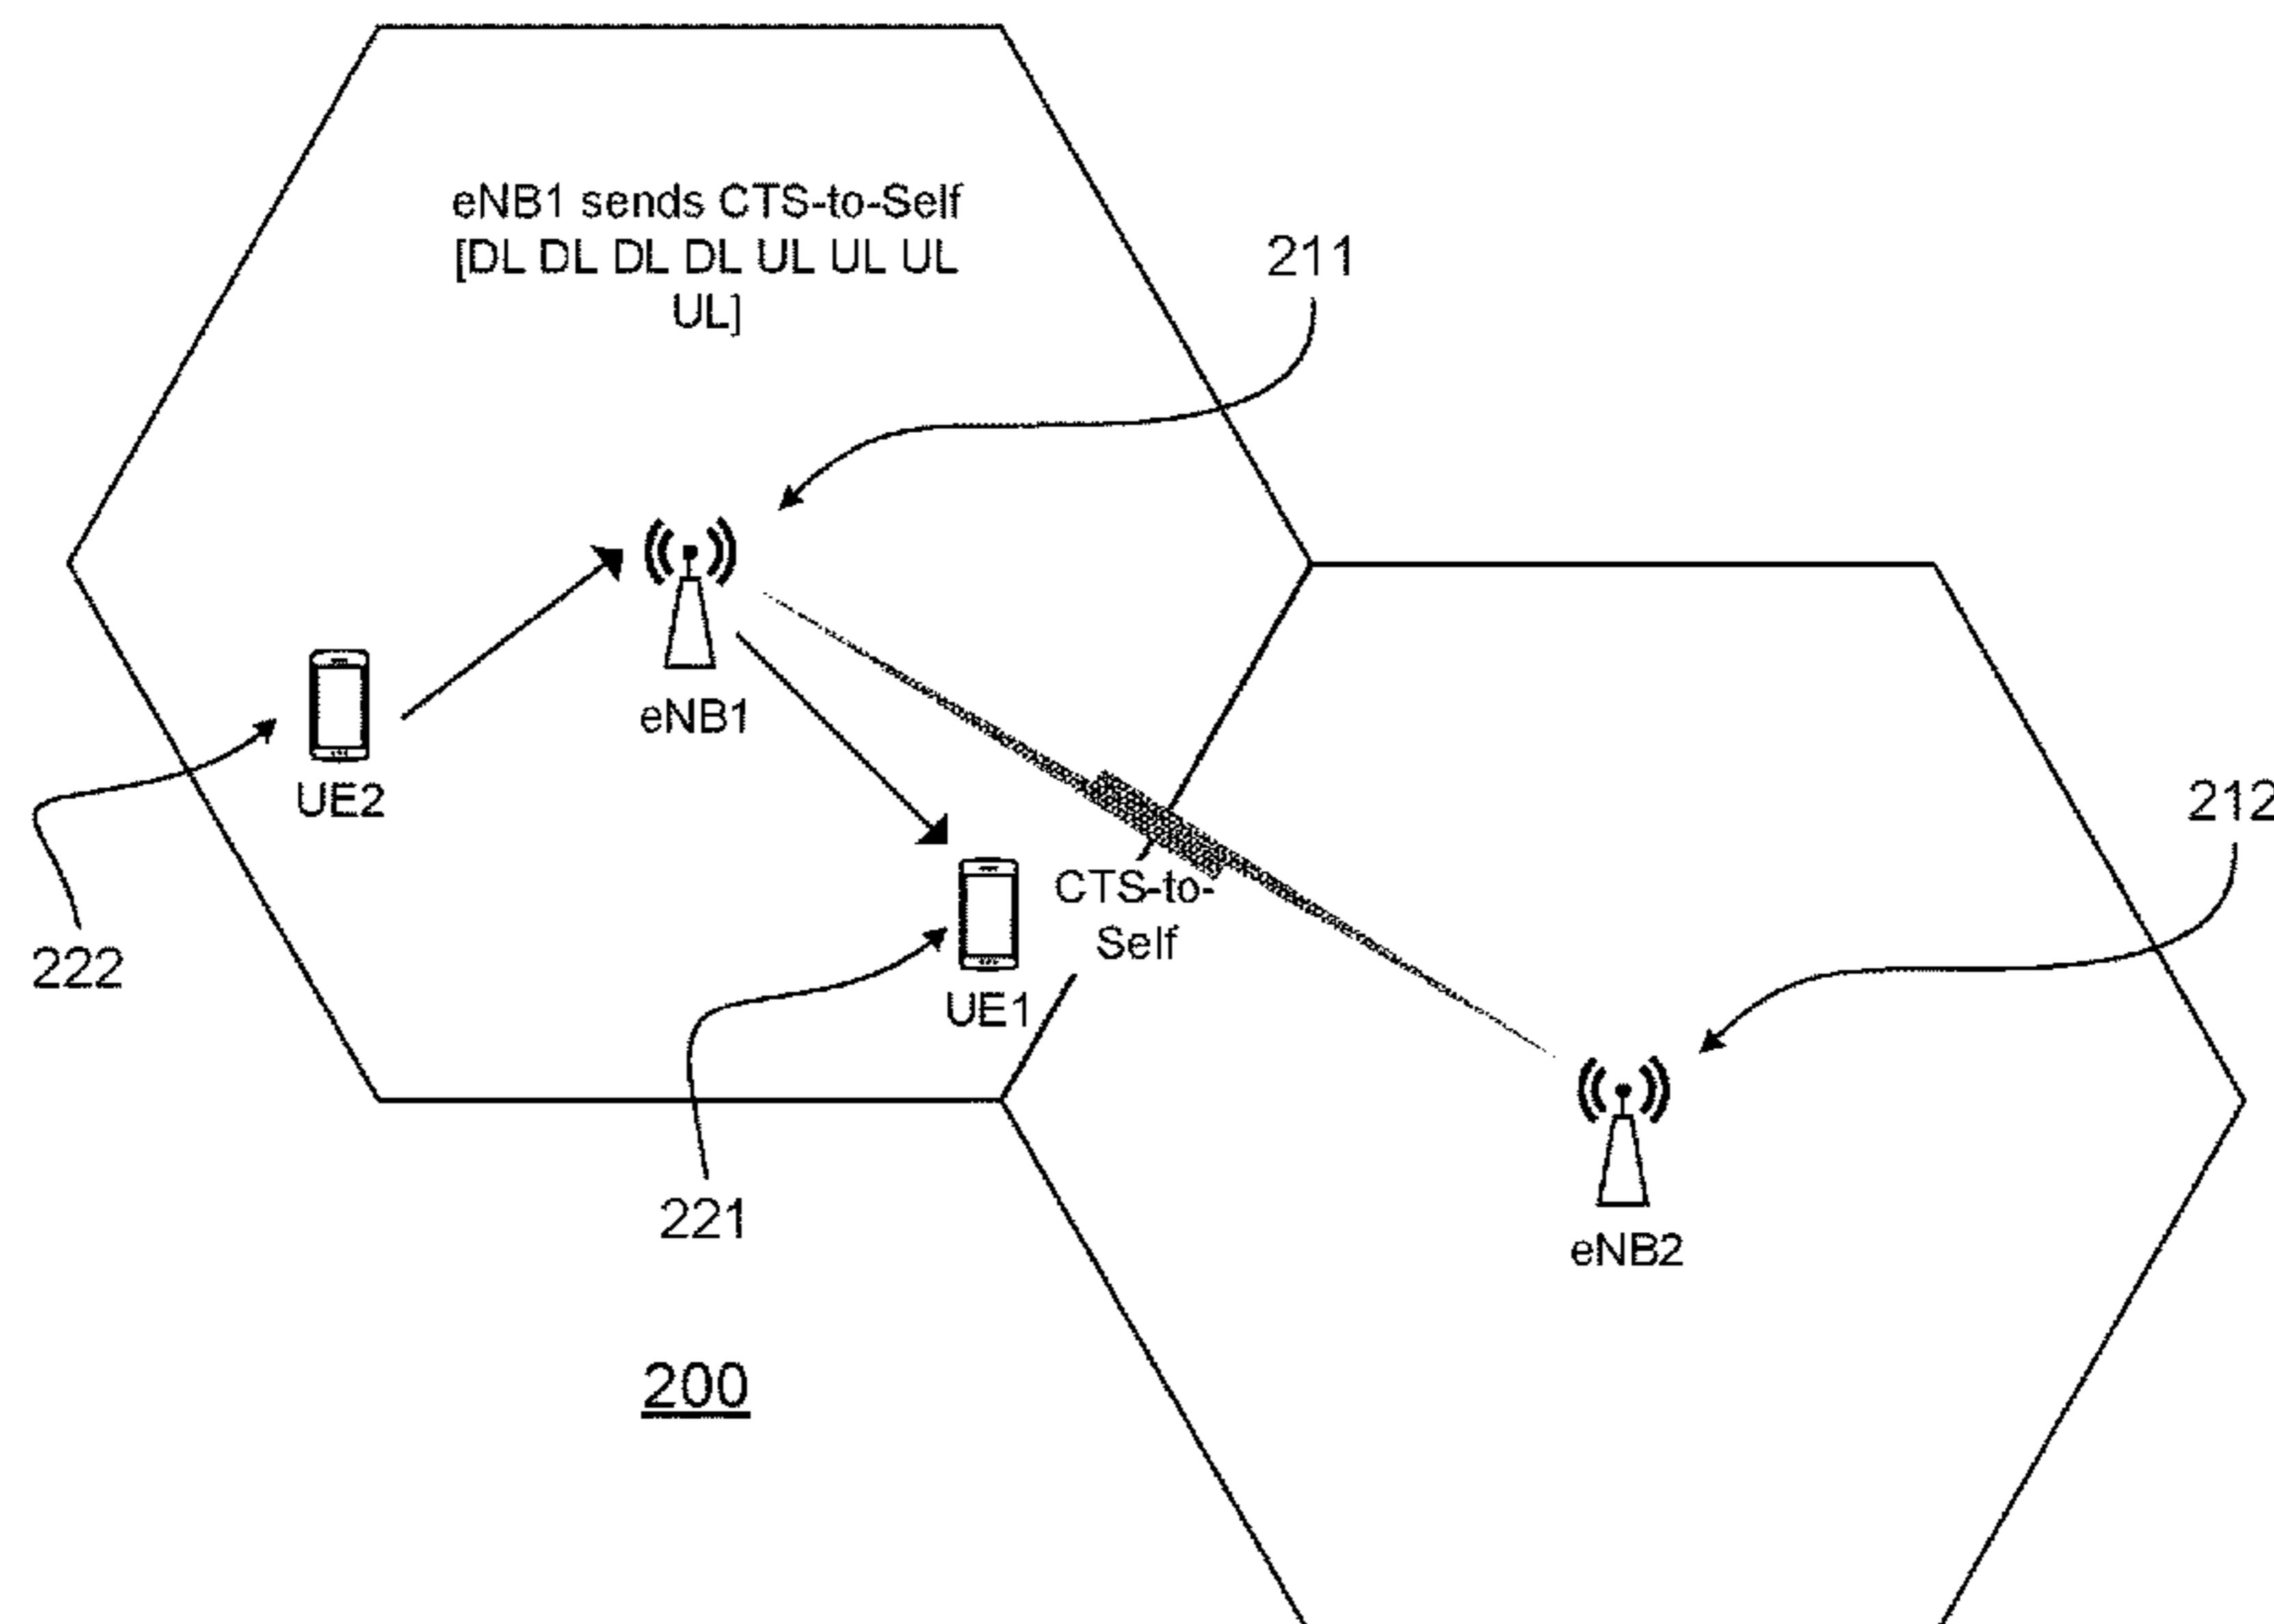 eNB1 sends CTS-to-Self
[DL DL DL DL UL UL UL
UL]
211
eNB1
UE2
212
CTS-to-
Self
222
UE1
221
eNB2
200